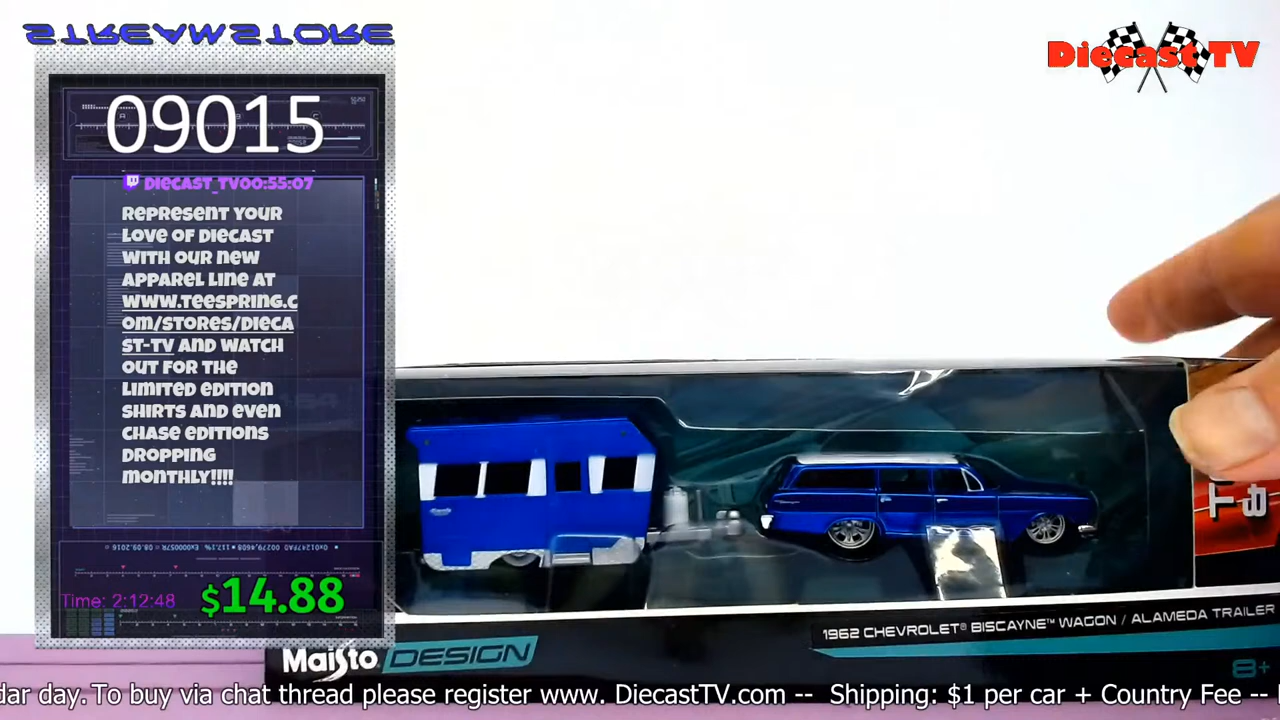 STREAMSTORE
Diecast TV
09015
DIECAST_TV00:55:07
REPRESENT YOUR
LOVE OF DIECAST
WITH OUR NEW
APPAREL LINE AT
WWW.TEESPRING.C
OM/STORES/DIECA
ST-TV AND WATCH
OUT FOR THE
LIMITED EDITION
SHIRTS AND EVEN
CHASE EDITIONS
DROPPING
MONTHLY!!!!
Time: 2:12:48
$14.88
1962 CHEVROLET® BISCAYNE™ WAGON / ALAMEDA TRAILER
Maisto DESIGN
8+
dar day. To buy via chat thread please register www. DiecastTV.com -- Shipping: $1 per car + Country Fee --